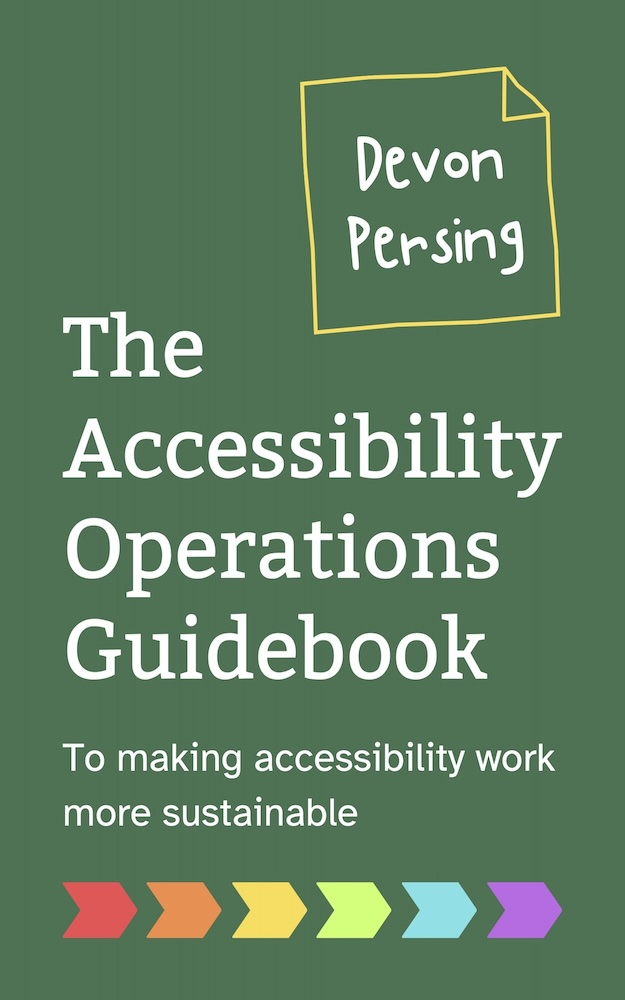 Devon
Persing
The
Accessibility
Operations
Guidebook
To making accessibility work
more sustainable